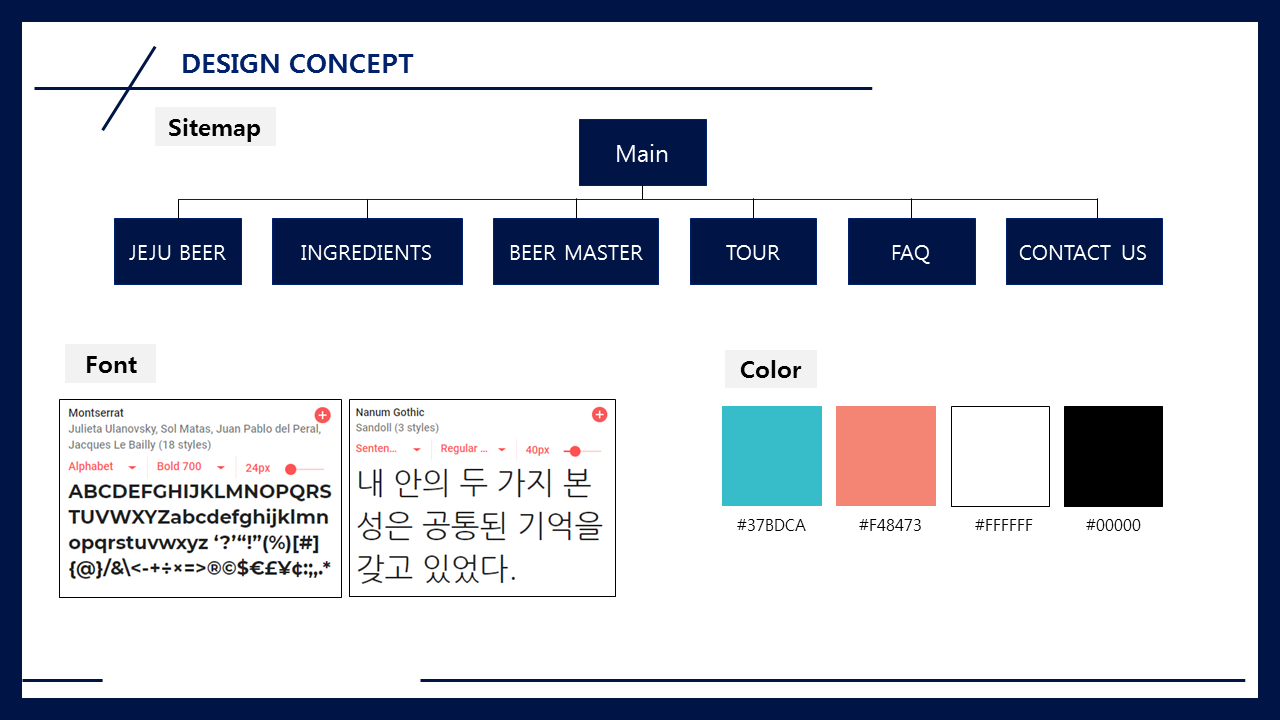 DESIGN CONCEPT
Sitemap
Main
JEJU BEER
INGREDIENTS
BEER MASTER
TOUR
FAQ
CONTACT US
Font
Montserrat
Julieta Ulanovsky, Sol Matas, Juan Pablo del Peral,
Jacques Le Bailly (18 styles)
Alphabet Bold 700 24px
ABCDEFGHIJKLMNOPQRS
TUVWXYZabcdefghijklmn
opqrstuvwxyz ‘?’“!”(%)[#]
{@}/&\<-+÷×=>®©$€£¥¢:;,.*
Nanum Gothic
Sandoll (3 styles)
Senten... Regular ... 40px
내 안의 두 가지 본
성은 공통된 기억을
갖고 있었다.
Color
#37BDCA
#F48473
#FFFFFF
#00000